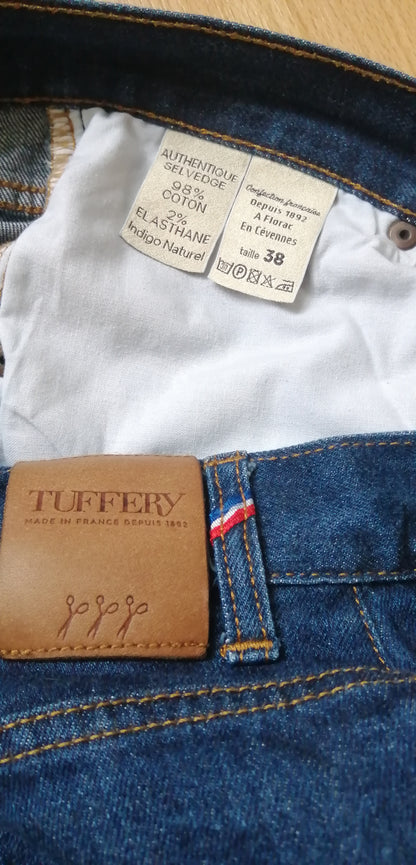 AUTHENTIQUE
SELVEDGE
98%
COTON
2%
ELASTHANE
Indigo Naturel
Confection française
Depuis 1892
A Florac
En Cévennes
taille 38
TUFFERY
MADE IN FRANCE DEPUIS 1892